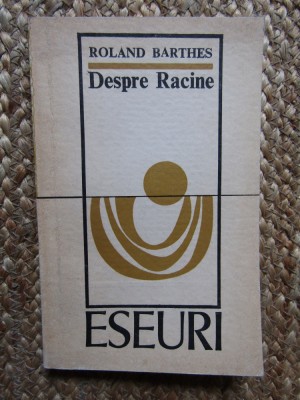 ROLAND BARTHES
Despre Racine
ESEURI